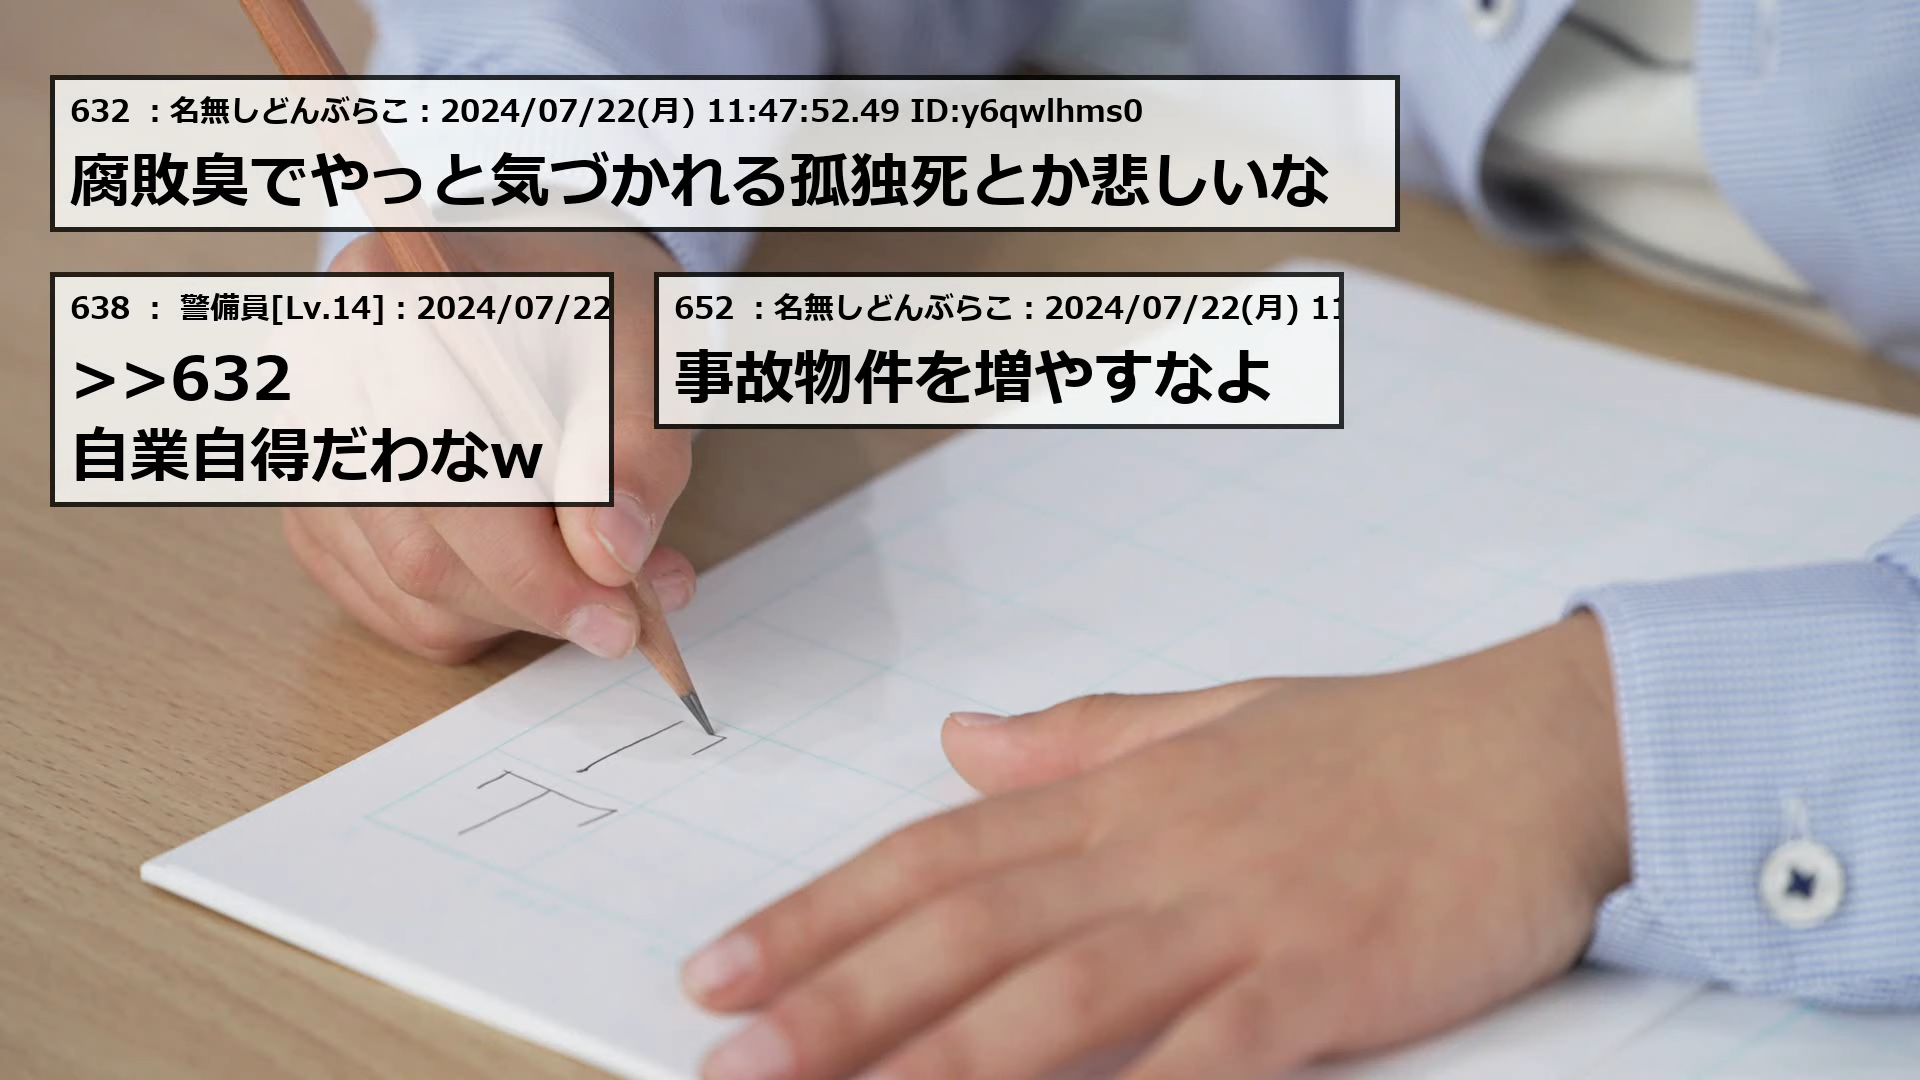 632 ：名無しどんぶらこ：2024/07/22(月) 11:47:52.49 ID:y6qwlhms0
腐敗臭でやっと気づかれる孤独死とか悲しいな
638 ： 警備員[Lv.14]：2024/07/22
>>632
自業自得だわなw
652 ：名無しどんぶらこ：2024/07/22(月) 11
事故物件を増やすなよ